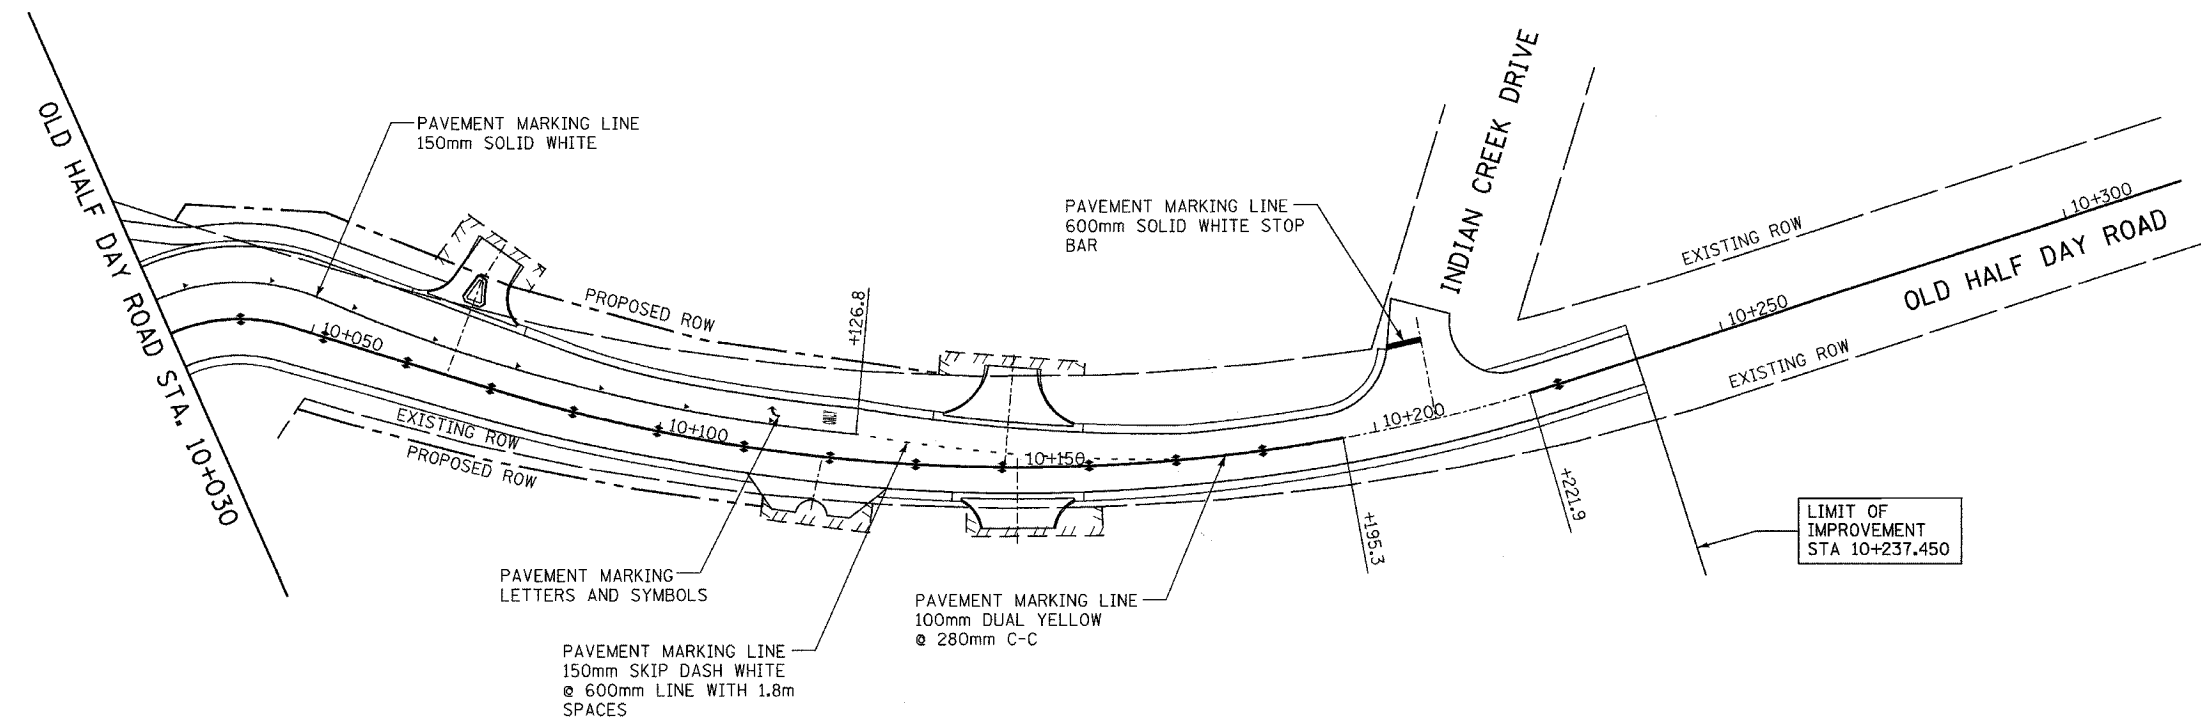 OLD HALF DAY ROAD STA. 10+030
PAVEMENT MARKING LINE
150mm SOLID WHITE
10+050
PROPOSED ROW
+126.8
EXISTING ROW
PROPOSED ROW
10+100
10+150
PAVEMENT MARKING
LETTERS AND SYMBOLS
PAVEMENT MARKING LINE
150mm SKIP DASH WHITE
@ 600mm LINE WITH 1.8m
SPACES
PAVEMENT MARKING LINE
100mm DUAL YELLOW
@ 280mm C-C
PAVEMENT MARKING LINE
600mm SOLID WHITE STOP
BAR
INDIAN CREEK DRIVE
10+200
+195.3
+221.9
EXISTING ROW
10+250
10+300
OLD HALF DAY ROAD
EXISTING ROW
LIMIT OF
IMPROVEMENT
STA 10+237.450